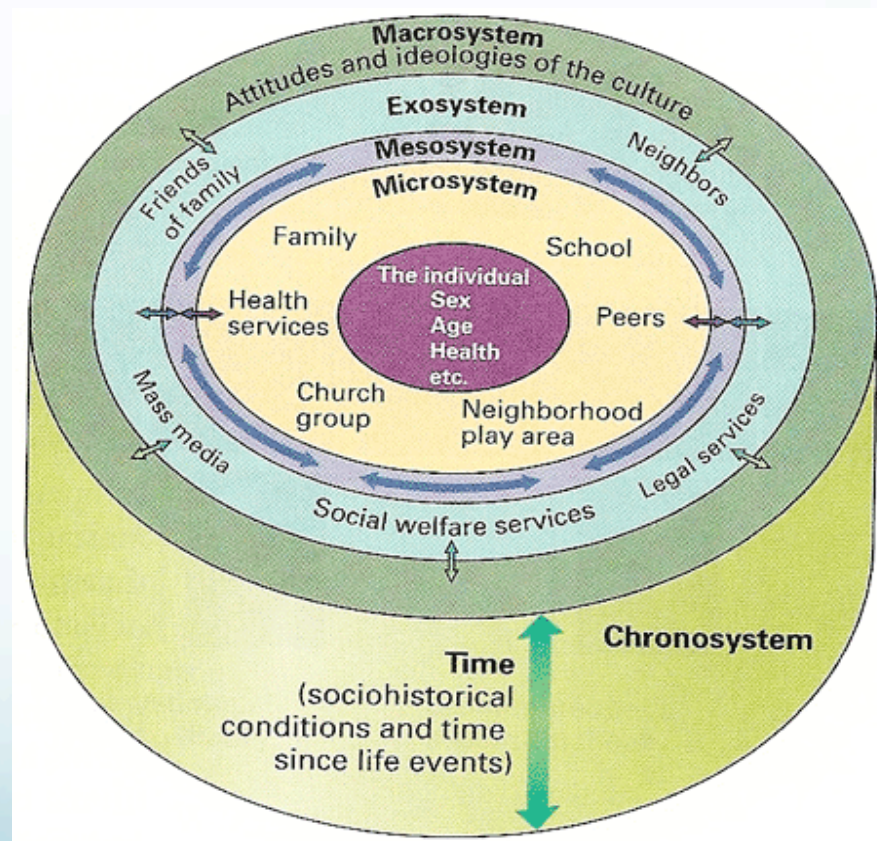 Macrosystem
Attitudes and ideologies of the culture
Exosystem
Mesosystem
Microsystem
Friends
of family
Neighbors
Family
School
The individual
Sex
Age
Health
etc.
Health
services
Peers
Church
group
Neighborhood
play area
Mass media
Legal services
Social welfare services
Chronosystem
Time
(sociohistorical
conditions and time
since life events)